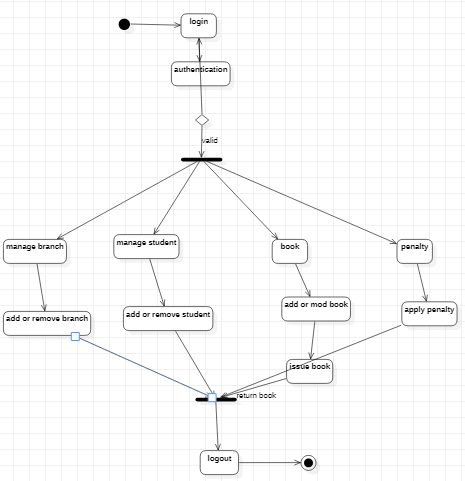 login
authentication
valid
manage branch
manage student
book
penalty
add or remove branch
add or remove student
add or mod book
apply penalty
issue book
return book
logout